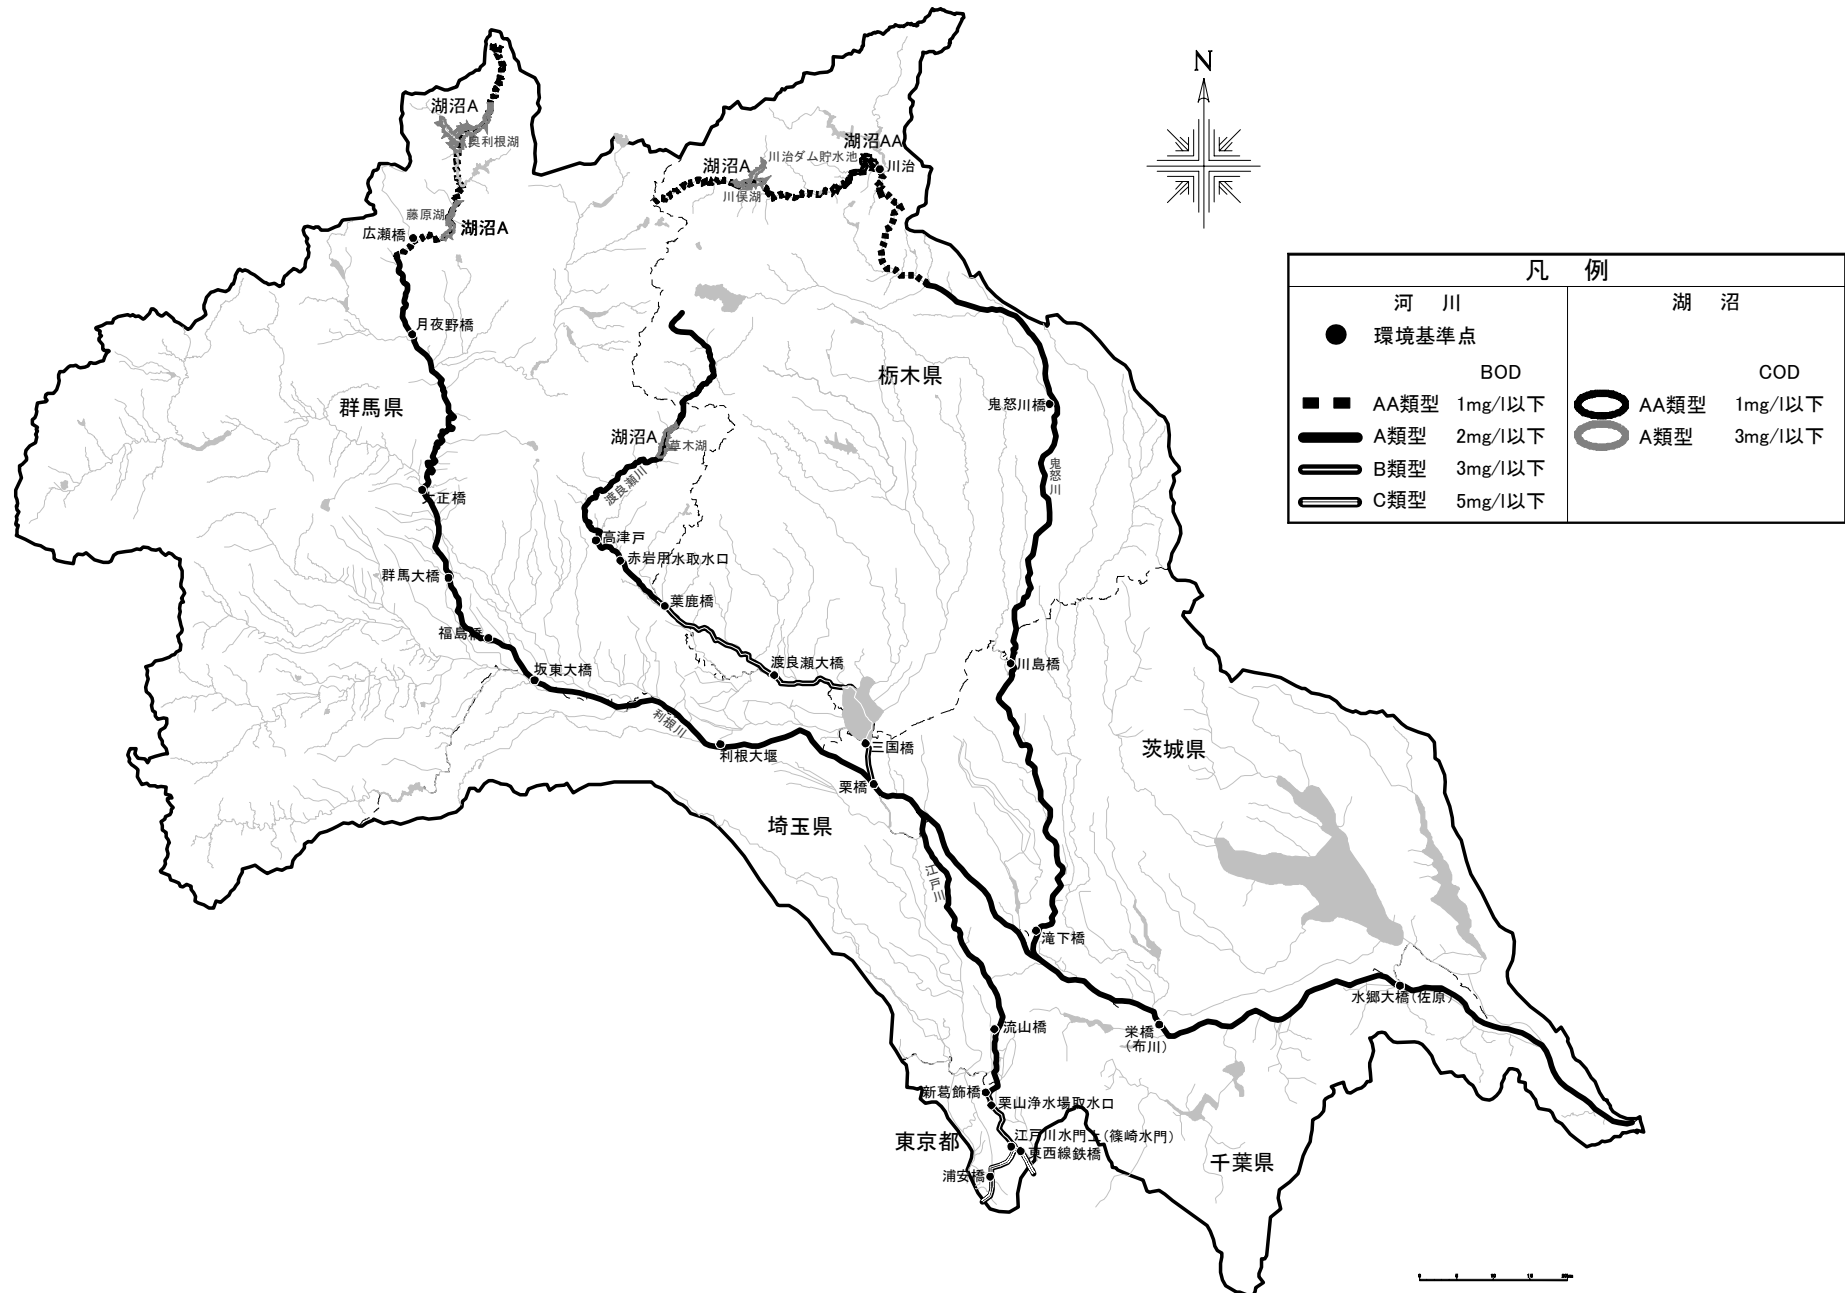 N
湖沼A
奥利根湖
藤原湖
湖沼A
広瀬橋
月夜野橋
群馬県
大正橋
群馬大橋
福島橋
坂東大橋
利根川
利根大堰
湖沼A
川俣湖
川治ダム貯水池
湖沼AA
川治
栃木県
鬼怒川橋
鬼怒川
湖沼A
草木湖
渡良瀬川
高津戸
赤岩用水取水口
葉鹿橋
渡良瀬大橋
三国橋
栗橋
川島橋
埼玉県
茨城県
江戸川
滝下橋
流山橋
栄橋
(布川)
水郷大橋(佐原)
新葛飾橋
栗山浄水場取水口
東京都
江戸川水門上(篠崎水門)
東西線鉄橋
浦安橋
千葉県
凡 例
河 川
環境基準点
BOD
AA類型 1mg/l以下
A類型 2mg/l以下
B類型 3mg/l以下
C類型 5mg/l以下
湖 沼
COD
AA類型 1mg/l以下
A類型 3mg/l以下